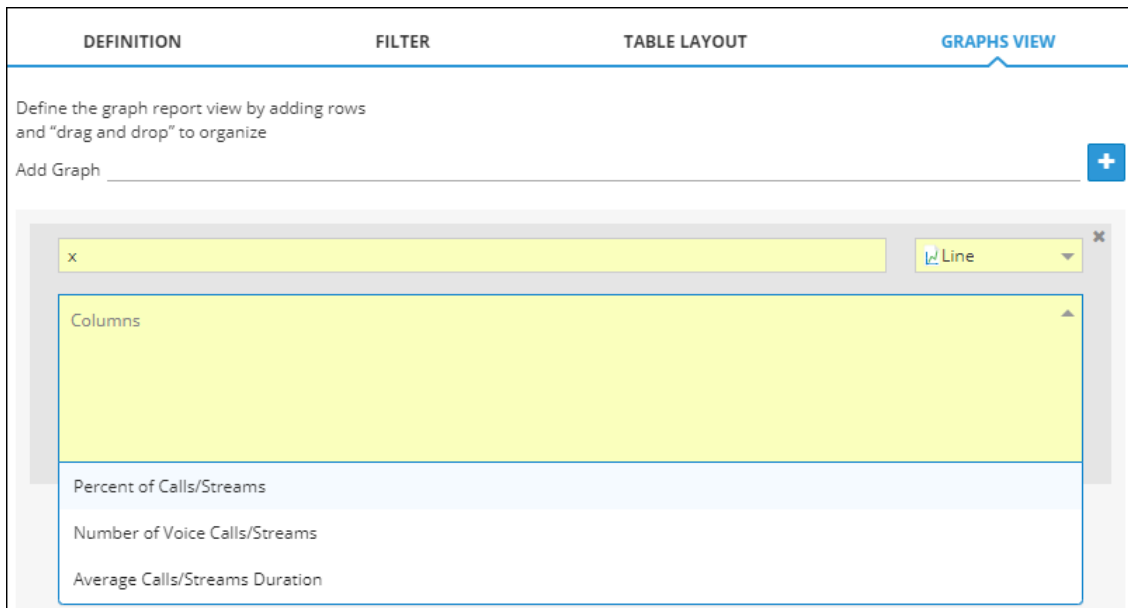 DEFINITION FILTER TABLE LAYOUT GRAPHS VIEW
Define the graph report view by adding rows
and “drag and drop” to organize
Add Graph
x Line
Columns
Percent of Calls/Streams
Number of Voice Calls/Streams
Average Calls/Streams Duration